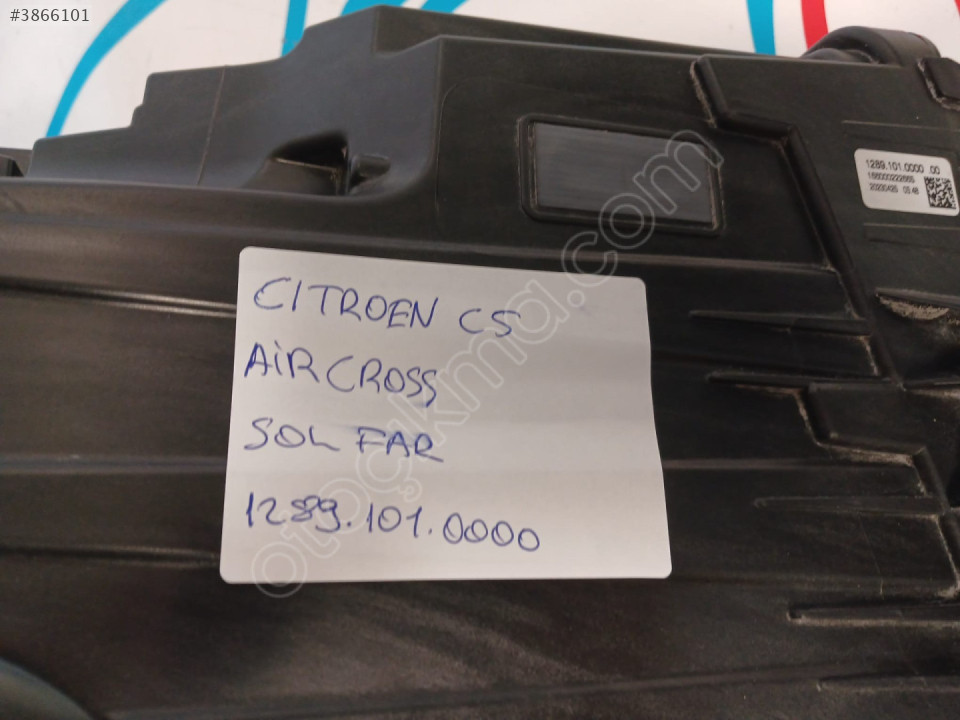 #3866101
1289.101.0000 .00
CITROEN C5
AİRCROSS
SOL FAR
1289.101.0000
otoçıkma.com